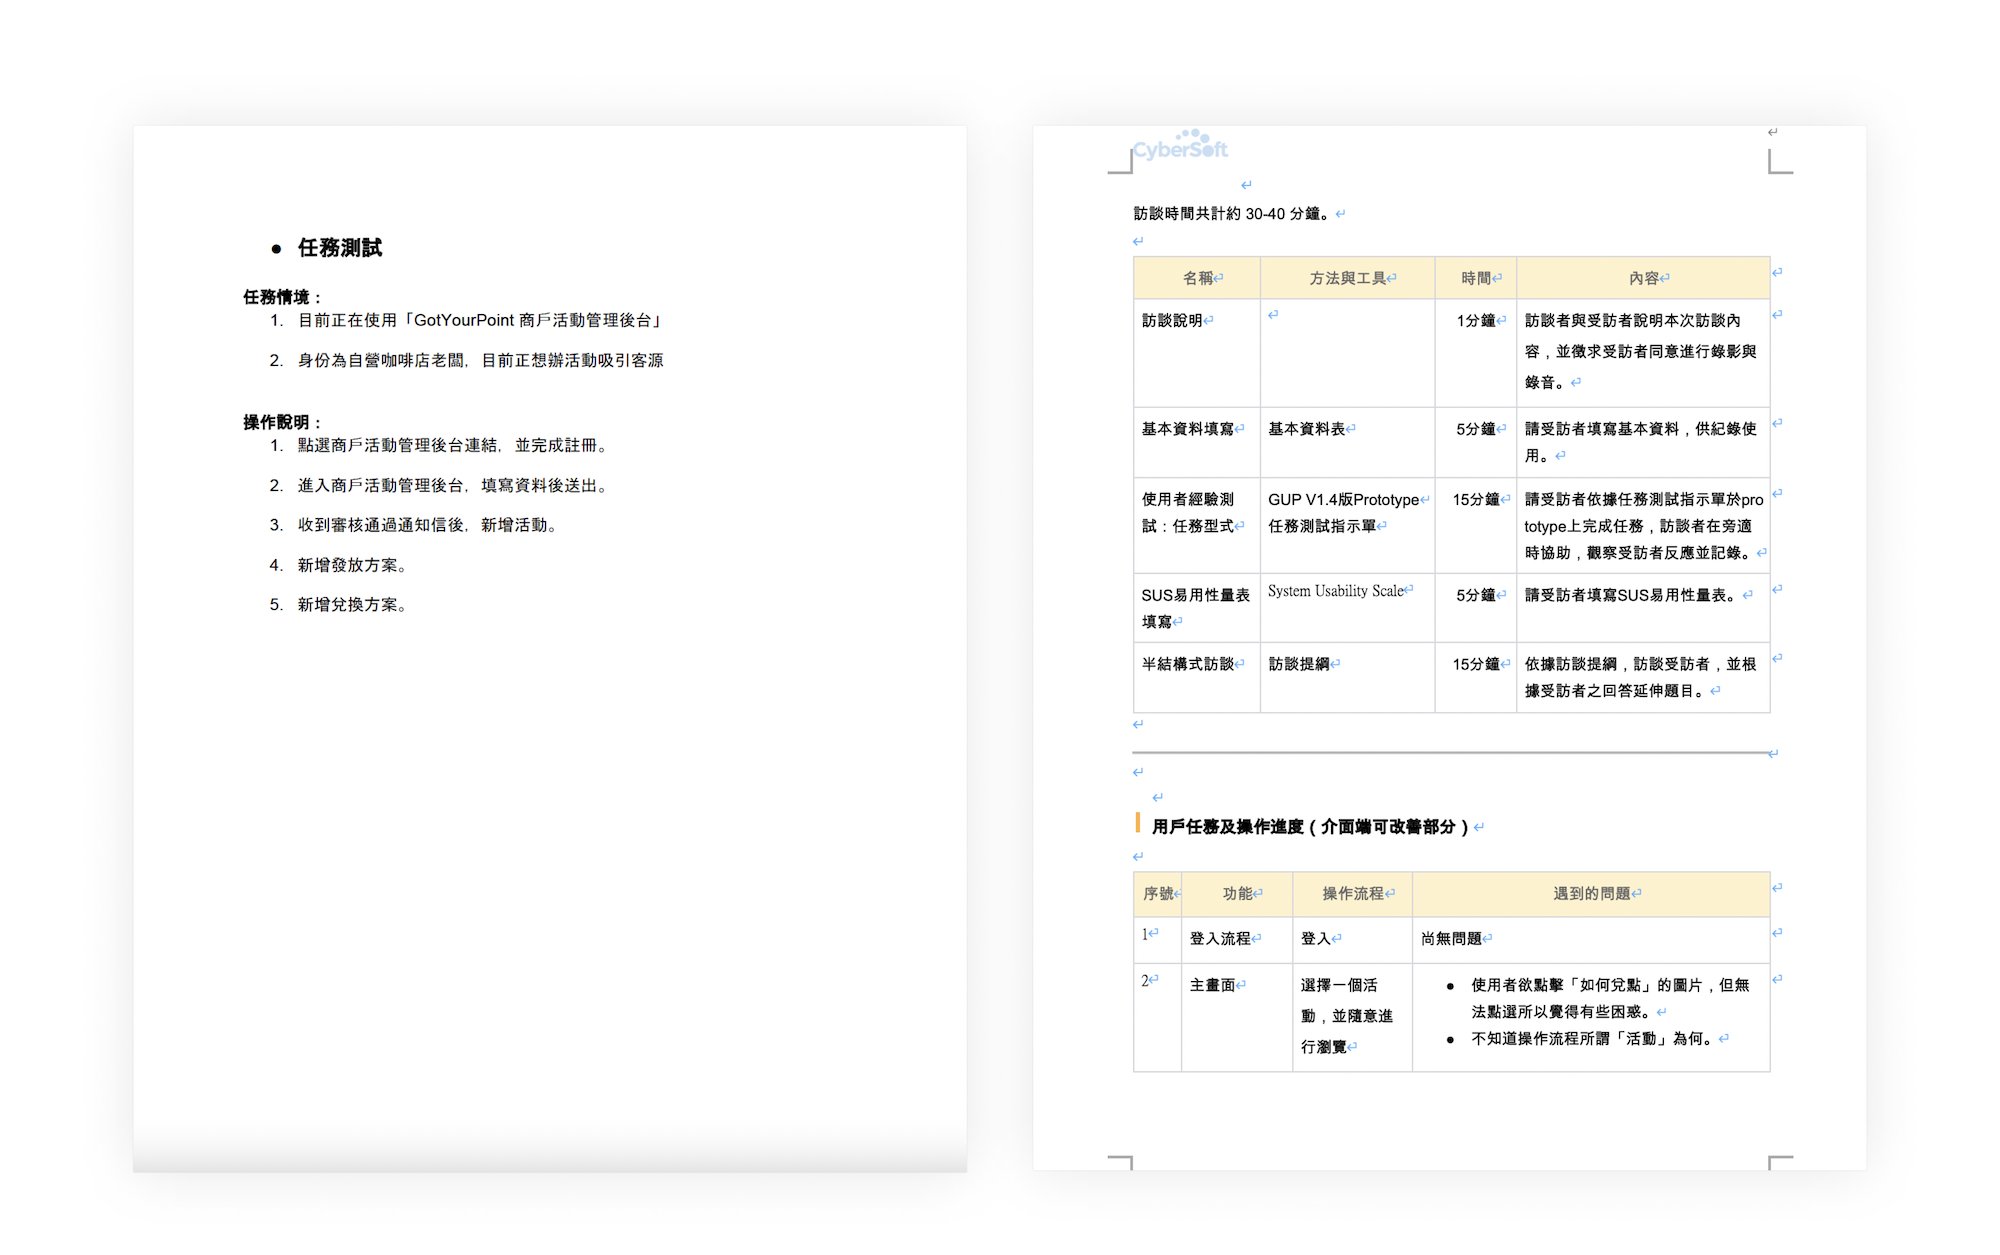 ● 任務測試
任務情境：
1. 目前正在使用「GotYourPoint 商戶活動管理後台」
2. 身份為自營咖啡店老闆，目前正想辦活動吸引客源
操作說明：
1. 點選商戶活動管理後台連結，並完成註冊。
2. 進入商戶活動管理後台，填寫資料後送出。
3. 收到審核通過通知信後，新增活動。
4. 新增發放方案。
5. 新增兌換方案。
CyberSoft
訪談時間共計約 30-40 分鐘。
名稱 方法與工具 時間 內容
訪談說明 1分鐘 訪談者與受訪者說明本次訪談內
容，並徵求受訪者同意進行錄影與
錄音。
基本資料填寫 基本資料表 5分鐘 請受訪者填寫基本資料，供紀錄使
用。
使用者經驗測 GUP V1.4版Prototype 15分鐘 請受訪者依據任務測試指示單於pro
試：任務型式 任務測試指示單 totype上完成任務，訪談者在旁適
時協助，觀察受訪者反應並記錄。
SUS易用性量表 System Usability Scale 5分鐘 請受訪者填寫SUS易用性量表。
填寫
半結構式訪談 訪談提綱 15分鐘 依據訪談提綱，訪談受訪者，並根
據受訪者之回答延伸題目。
用戶任務及操作進度（介面端可改善部分）
序號 功能 操作流程 遇到的問題
1 登入流程 登入 尚無問題
2 主畫面 選擇一個活 ● 使用者欲點擊「如何兌點」的圖片，但無
動，並隨意進 法點選所以覺得有些困惑。
行瀏覽 ● 不知道操作流程所謂「活動」為何。